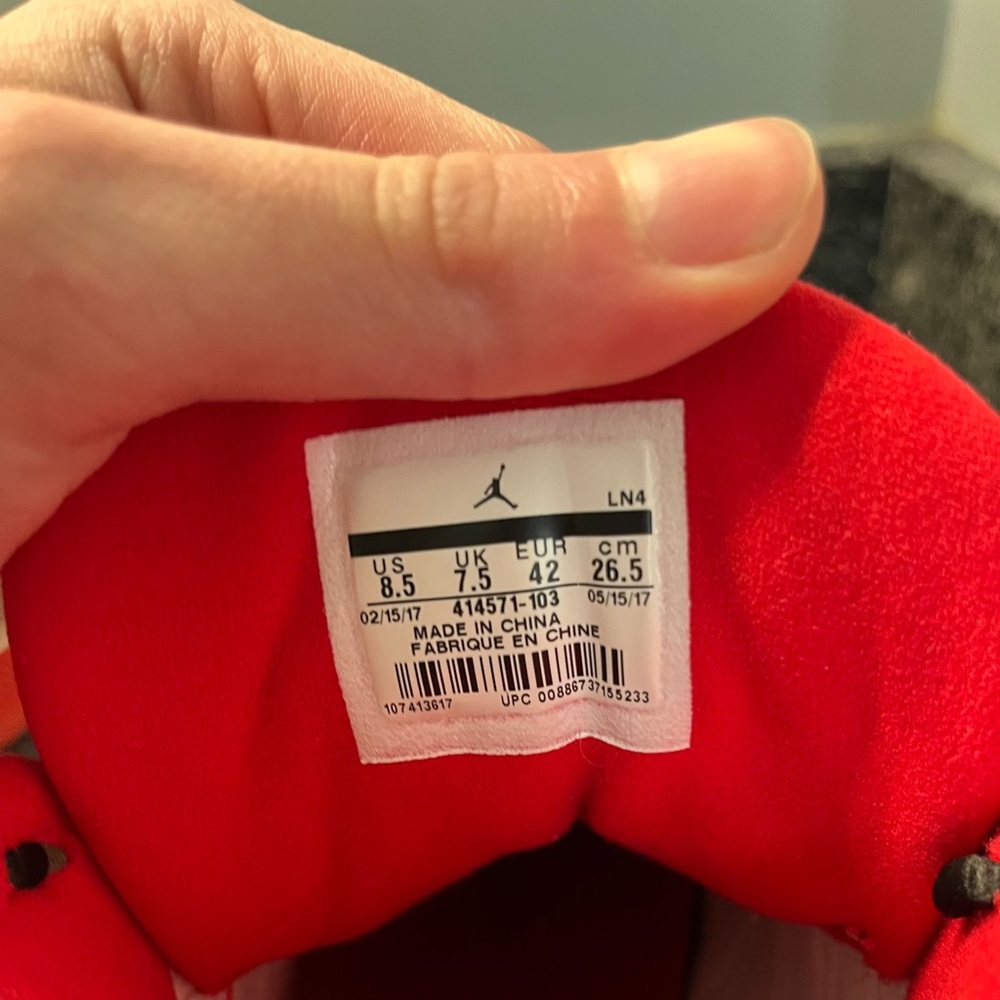 LN4
US UK EUR cm
8.5 7.5 42 26.5
02/15/17 414571-103 05/15/17
MADE IN CHINA
FABRIQUE EN CHINE
107413617 UPC 00886737155233